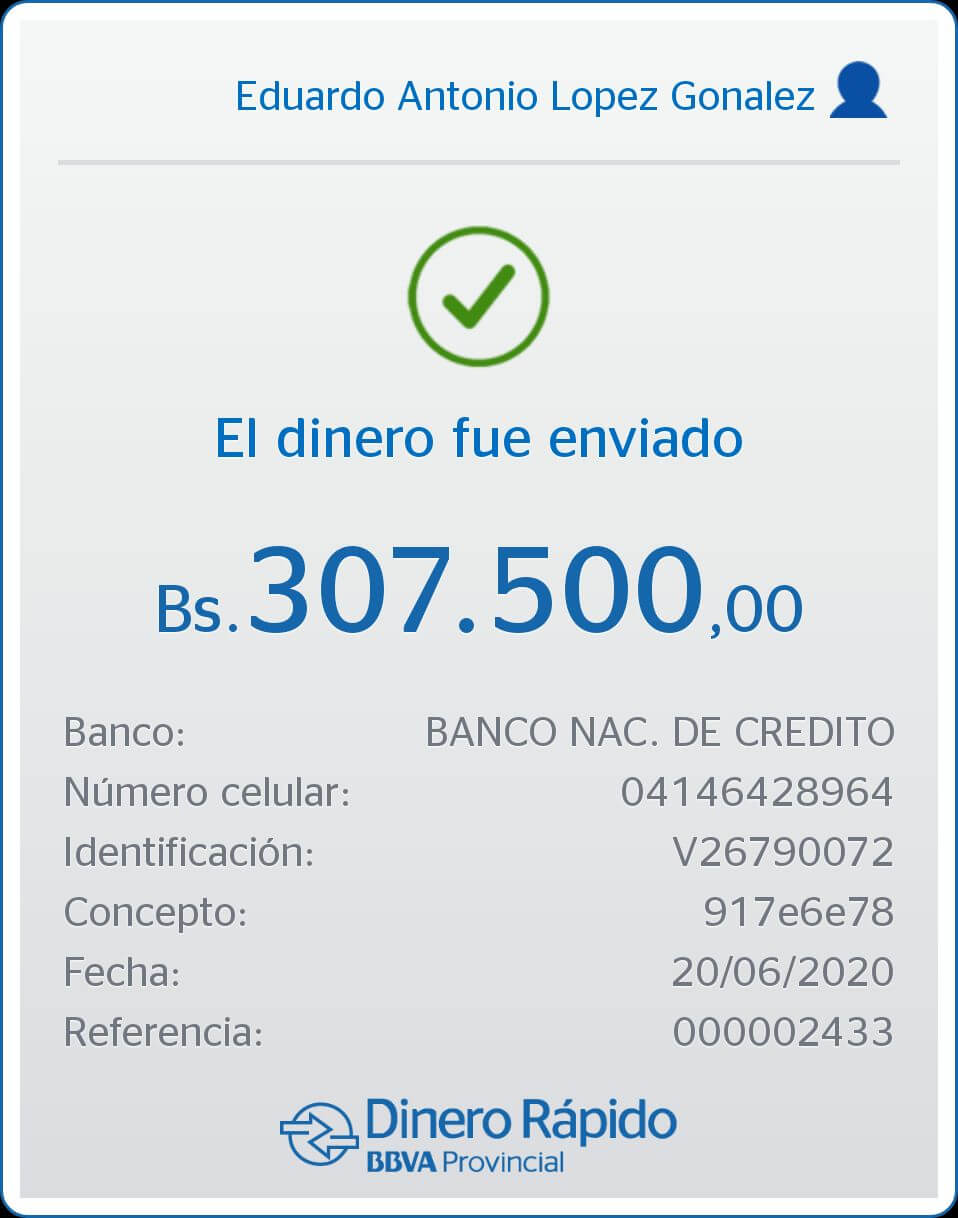 Eduardo Antonio Lopez Gonalez
El dinero fue enviado
Bs.307.500,00
Banco: BANCO NAC. DE CREDITO
Número celular: 04146428964
Identificación: V26790072
Concepto: 917e6e78
Fecha: 20/06/2020
Referencia: 000002433
Dinero Rápido
BBVA Provincial